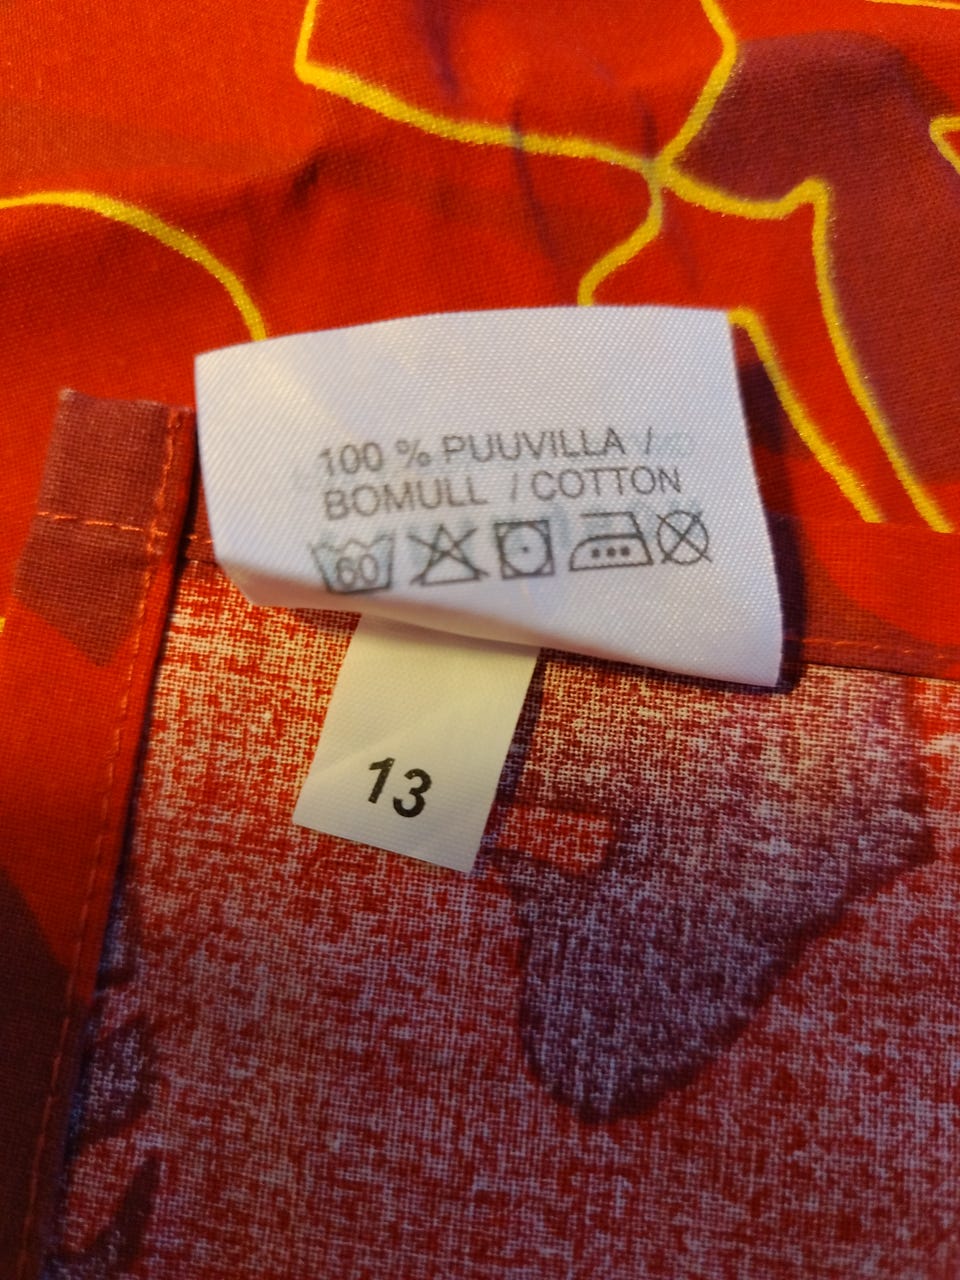 100 % PUUVILLA /
BOMULL / COTTON
60
13